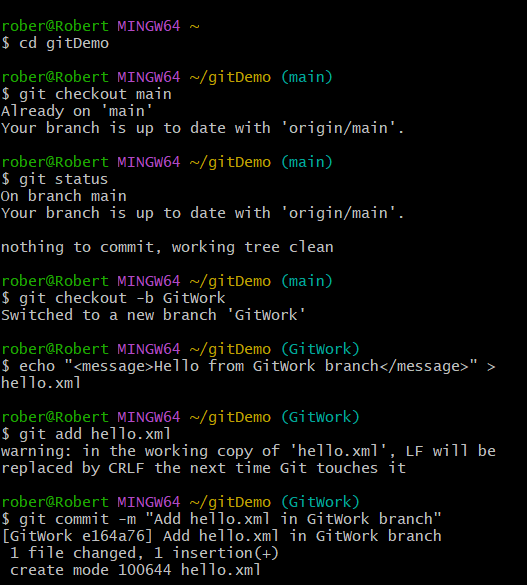 rober@Robert MINGW64 ~
$ cd gitDemo
rober@Robert MINGW64 ~/gitDemo (main)
$ git checkout main
Already on 'main'
Your branch is up to date with 'origin/main'.
rober@Robert MINGW64 ~/gitDemo (main)
$ git status
On branch main
Your branch is up to date with 'origin/main'.
nothing to commit, working tree clean
rober@Robert MINGW64 ~/gitDemo (main)
$ git checkout -b GitWork
Switched to a new branch 'GitWork'
rober@Robert MINGW64 ~/gitDemo (GitWork)
$ echo "<message>Hello from GitWork branch</message>" >
hello.xml
rober@Robert MINGW64 ~/gitDemo (GitWork)
$ git add hello.xml
warning: in the working copy of 'hello.xml', LF will be
replaced by CRLF the next time Git touches it
rober@Robert MINGW64 ~/gitDemo (GitWork)
$ git commit -m "Add hello.xml in GitWork branch"
[GitWork e164a76] Add hello.xml in GitWork branch
 1 file changed, 1 insertion(+)
 create mode 100644 hello.xml